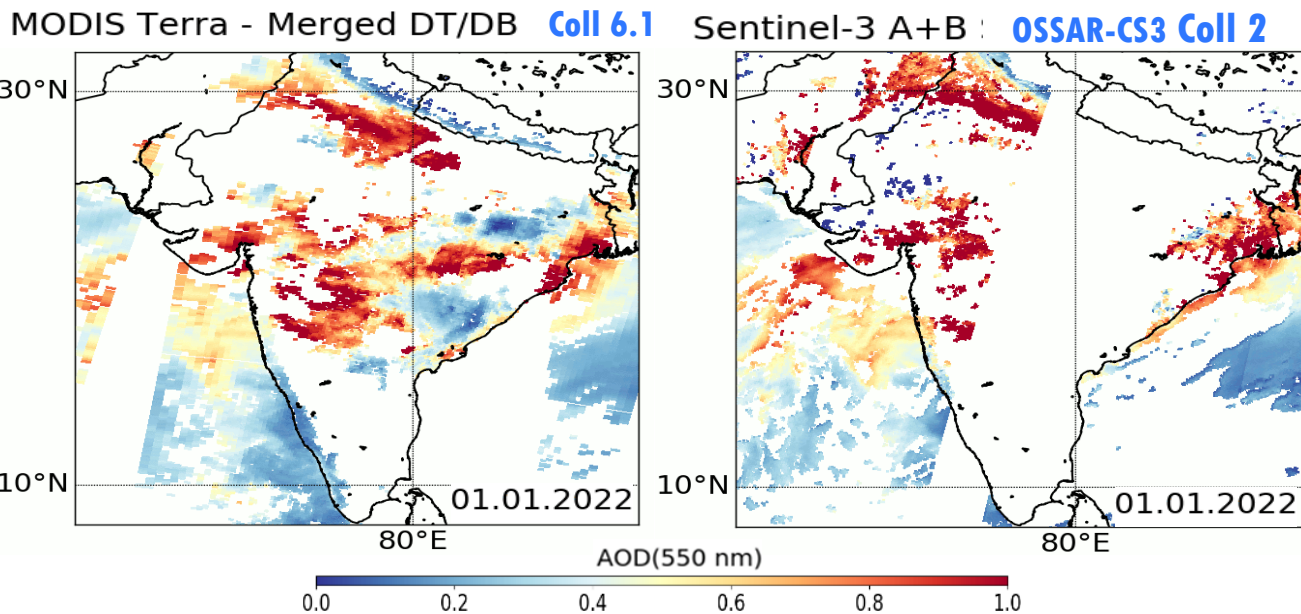 MODIS Terra - Merged DT/DB Coll 6.1
Sentinel-3 A+B : OSSAR-CS3 Coll 2
30°N
30°N
10°N
10°N
01.01.2022
01.01.2022
80°E
80°E
AOD(550 nm)
0.0 0.2 0.4 0.6 0.8 1.0